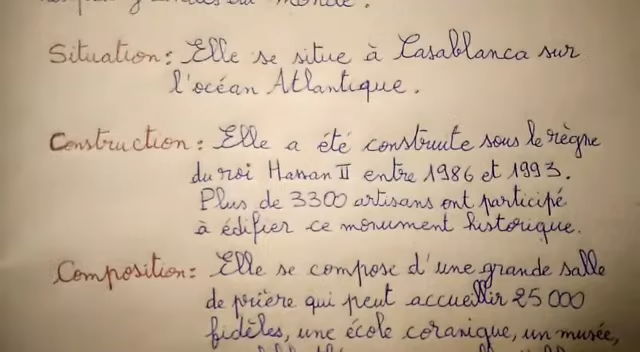 du monde.
Situation : Elle se situe à Casablanca sur
l'océan Atlantique.
Construction : Elle a été construite sous le règne
du roi Hassan II entre 1986 et 1993.
Plus de 3300 artisans ont participé
à édifier ce monument historique.
Composition : Elle se compose d'une grande salle
de prière qui peut accueillir 25 000
fidèles, une école coranique, un musée,